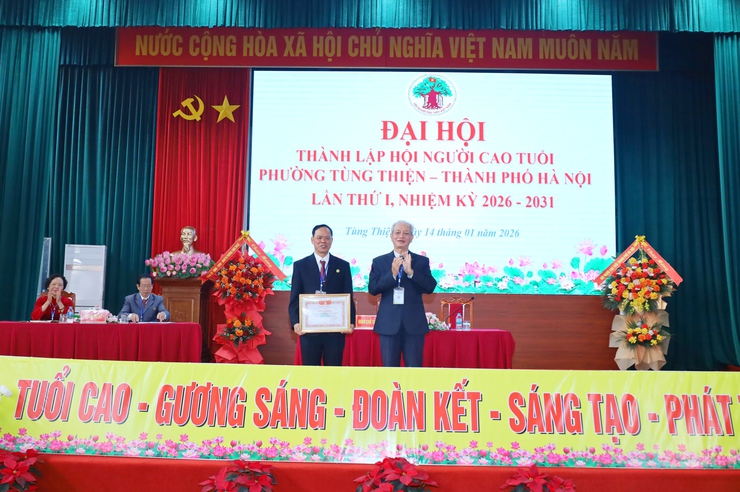 NƯỚC CỘNG HÒA XÃ HỘI CHỦ NGHĨA VIỆT NAM MUÔN NĂM
ĐẠI HỘI
THÀNH LẬP HỘI NGƯỜI CAO TUỔI
PHƯỜNG TÙNG THIỆN – THÀNH PHỐ HÀ NỘI
LẦN THỨ I, NHIỆM KỲ 2026 - 2031
Tùng Thiện, 14 tháng 01 năm 2026
TUỔI CAO - GƯƠNG SÁNG - ĐOÀN KẾT - SÁNG TẠO - PHÁT